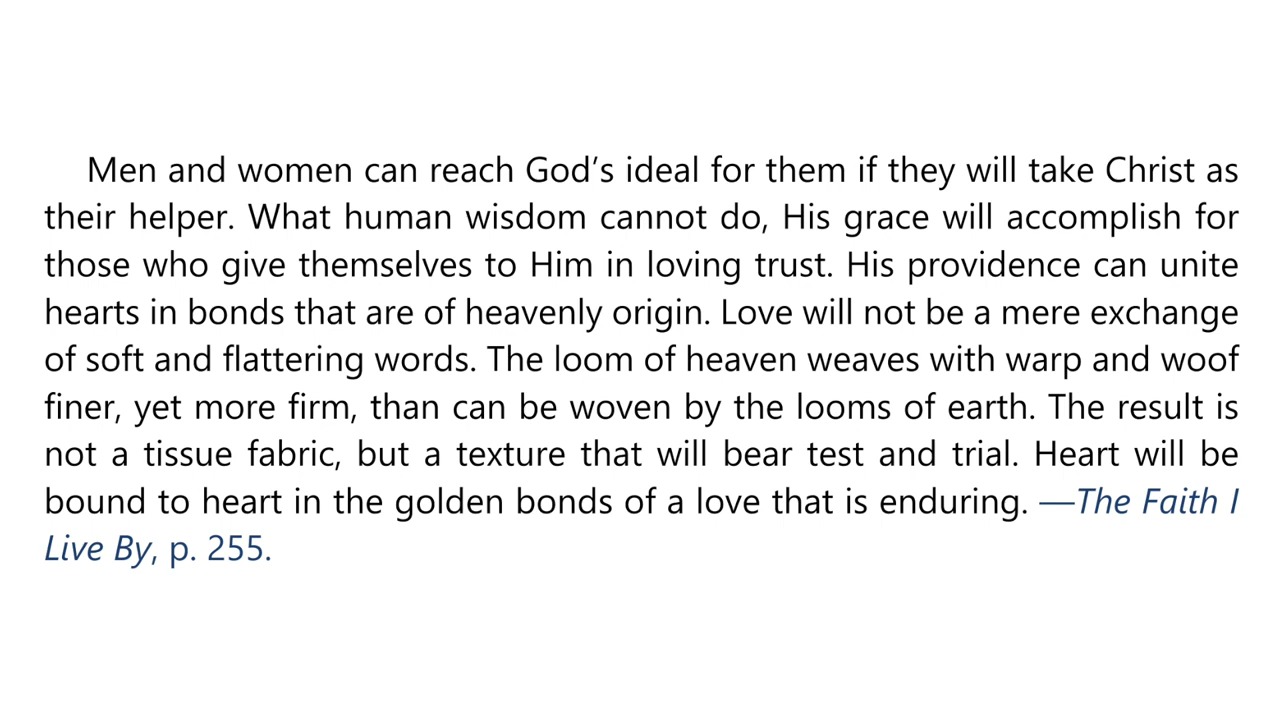 Men and women can reach God’s ideal for them if they will take Christ as
their helper. What human wisdom cannot do, His grace will accomplish for
those who give themselves to Him in loving trust. His providence can unite
hearts in bonds that are of heavenly origin. Love will not be a mere exchange
of soft and flattering words. The loom of heaven weaves with warp and woof
finer, yet more firm, than can be woven by the looms of earth. The result is
not a tissue fabric, but a texture that will bear test and trial. Heart will be
bound to heart in the golden bonds of a love that is enduring. —The Faith I
Live By, p. 255.